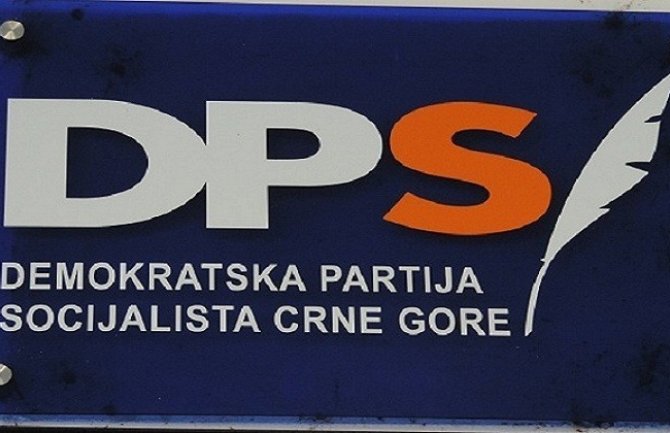 DPS
DEMOKRATSKA PARTIJA
SOCIJALISTA CRNE GORE